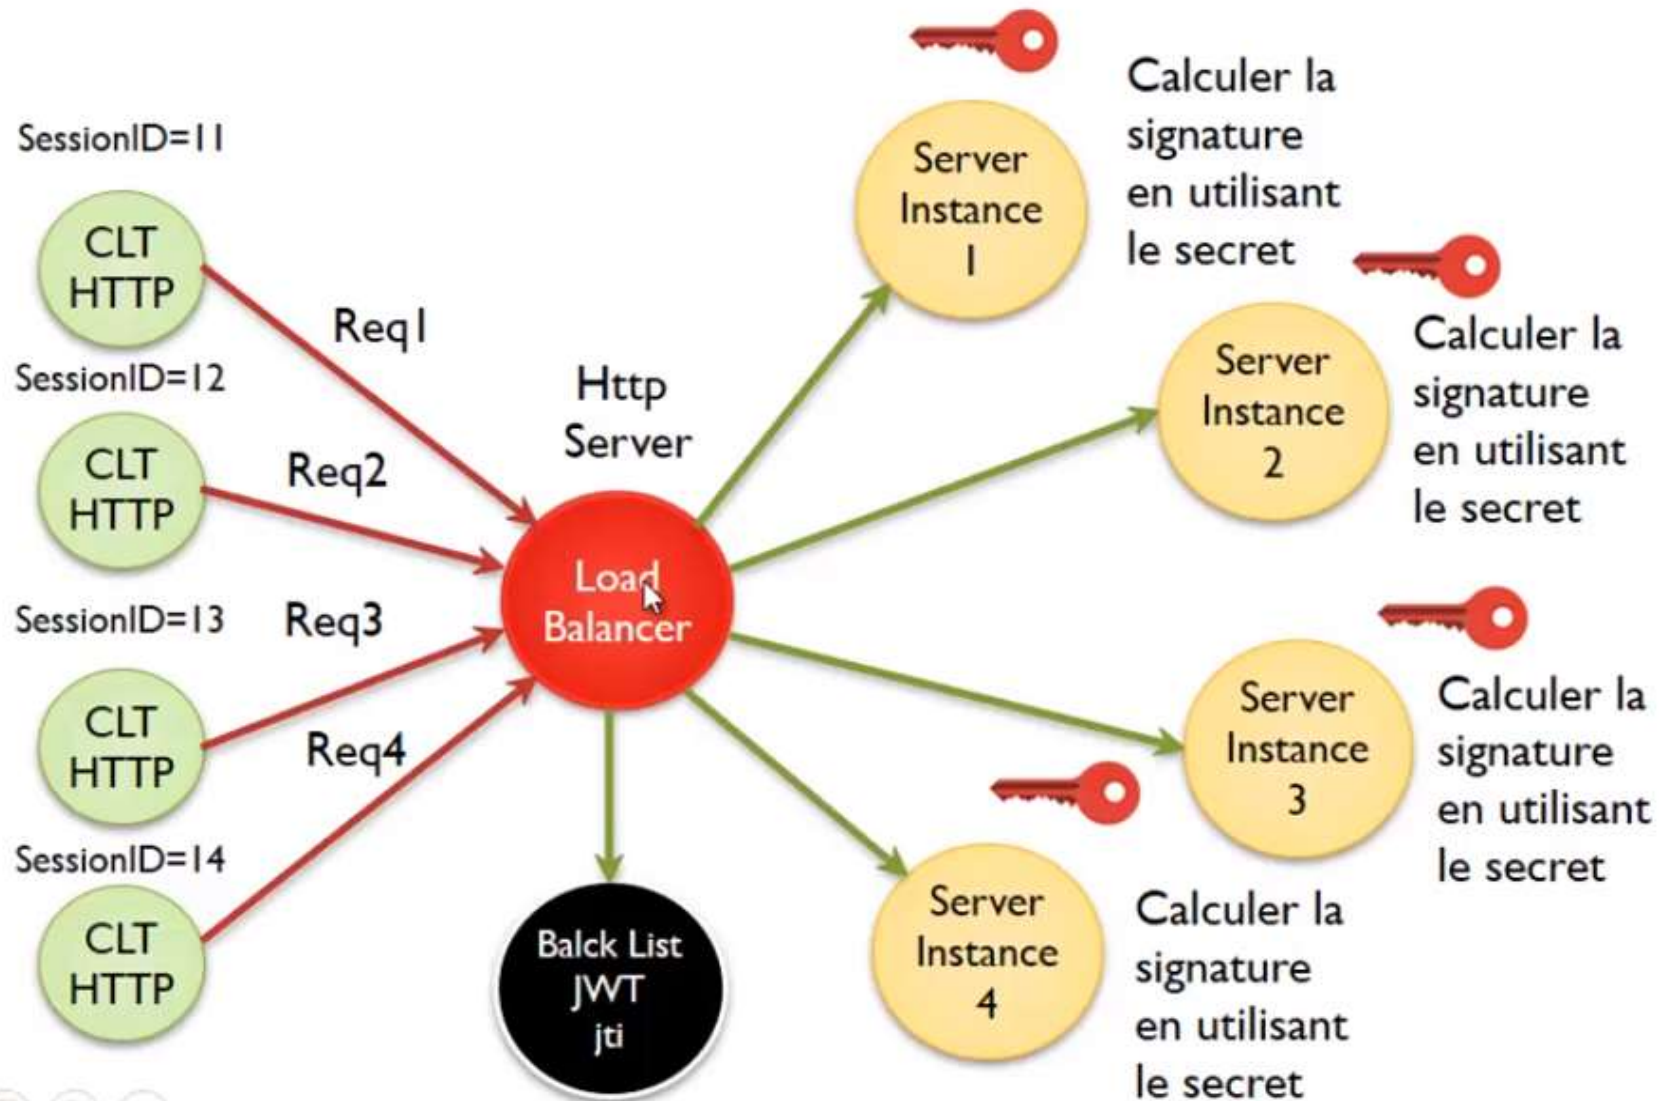 SessionID=11
CLT
HTTP
Req1
SessionID=12
CLT
HTTP
Req2
SessionID=13
Req3
CLT
HTTP
Req4
SessionID=14
CLT
HTTP
Http
Server
Load
Balancer
Balck List
JWT
jti
Server
Instance
1
Calculer la
signature
en utilisant
le secret
Server
Instance
2
Calculer la
signature
en utilisant
le secret
Server
Instance
3
Calculer la
signature
en utilisant
le secret
Server
Instance
4
Calculer la
signature
en utilisant
le secret